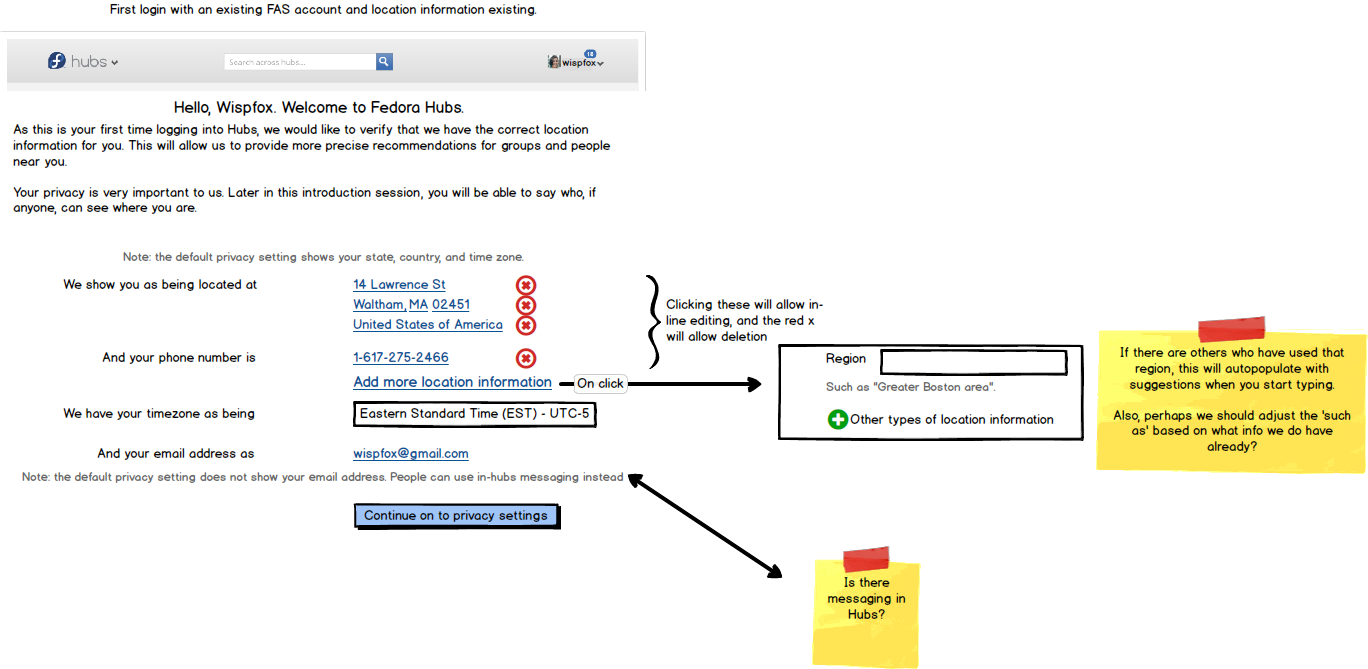 First login with an existing FAS account and location information existing.
hubs
Search across hubs...
18
wispfox
Hello, Wispfox. Welcome to Fedora Hubs.
As this is your first time logging into Hubs, we would like to verify that we have the correct location
information for you. This will allow us to provide more precise recommendations for groups and people
near you.
Your privacy is very important to us. Later in this introduction session, you will be able to say who, if
anyone, can see where you are.
Note: the default privacy setting shows your state, country, and time zone.
We show you as being located at
14 Lawrence St
Waltham, MA 02451
United States of America
And your phone number is
1-617-275-2466
Add more location information
On click
We have your timezone as being
Eastern Standard Time (EST) - UTC-5
And your email address as
wispfox@gmail.com
Note: the default privacy setting does not show your email address. People can use in-hubs messaging instead
Continue on to privacy settings
Clicking these will allow in-
line editing, and the red x
will allow deletion
Region
Such as "Greater Boston area".
Other types of location information
If there are others who have used that
region, this will autopopulate with
suggestions when you start typing.
Also, perhaps we should adjust the 'such
as' based on what info we do have
already?
Is there
messaging in
Hubs?